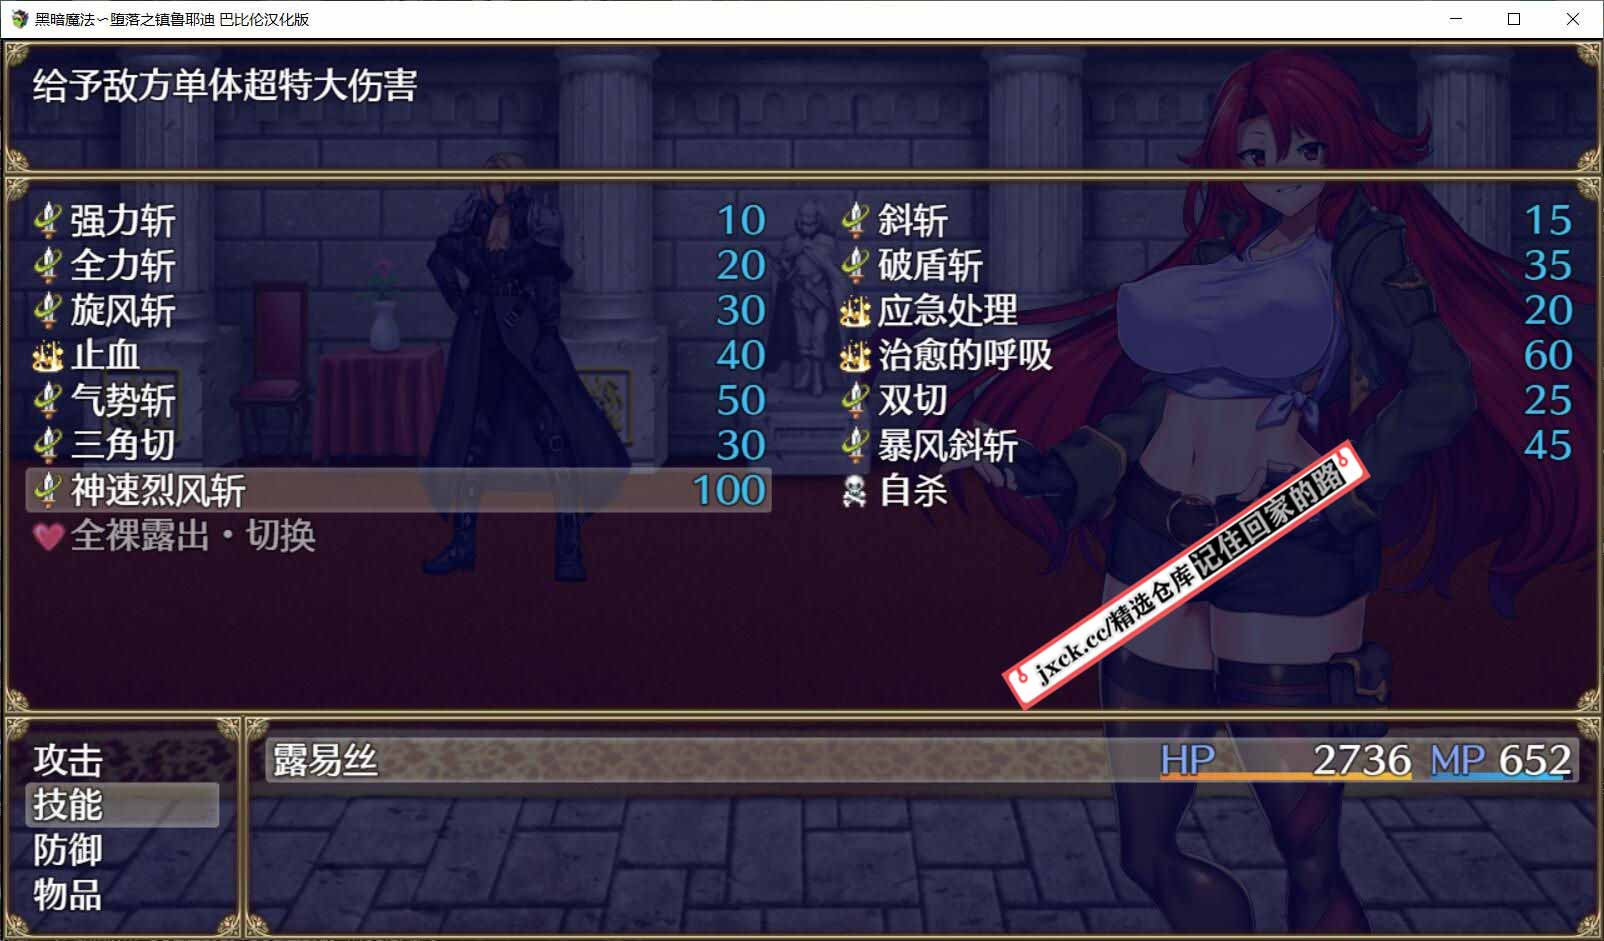 黑暗魔法∽堕落之镇鲁耶迪 巴比伦汉化版
给予敌方单体超特大伤害
强力斩 10 斜斩 15
全力斩 20 破盾斩 35
旋风斩 30 应急处理 20
止血 40 治愈的呼吸 60
气势斩 50 双切 25
三角切 30 暴风斜斩 45
神速烈风斩 100 自杀
全裸露出・切换
jxck.cc/精选仓库 记住回家的路
攻击
露易丝 HP 2736 MP 652
技能
防御
物品